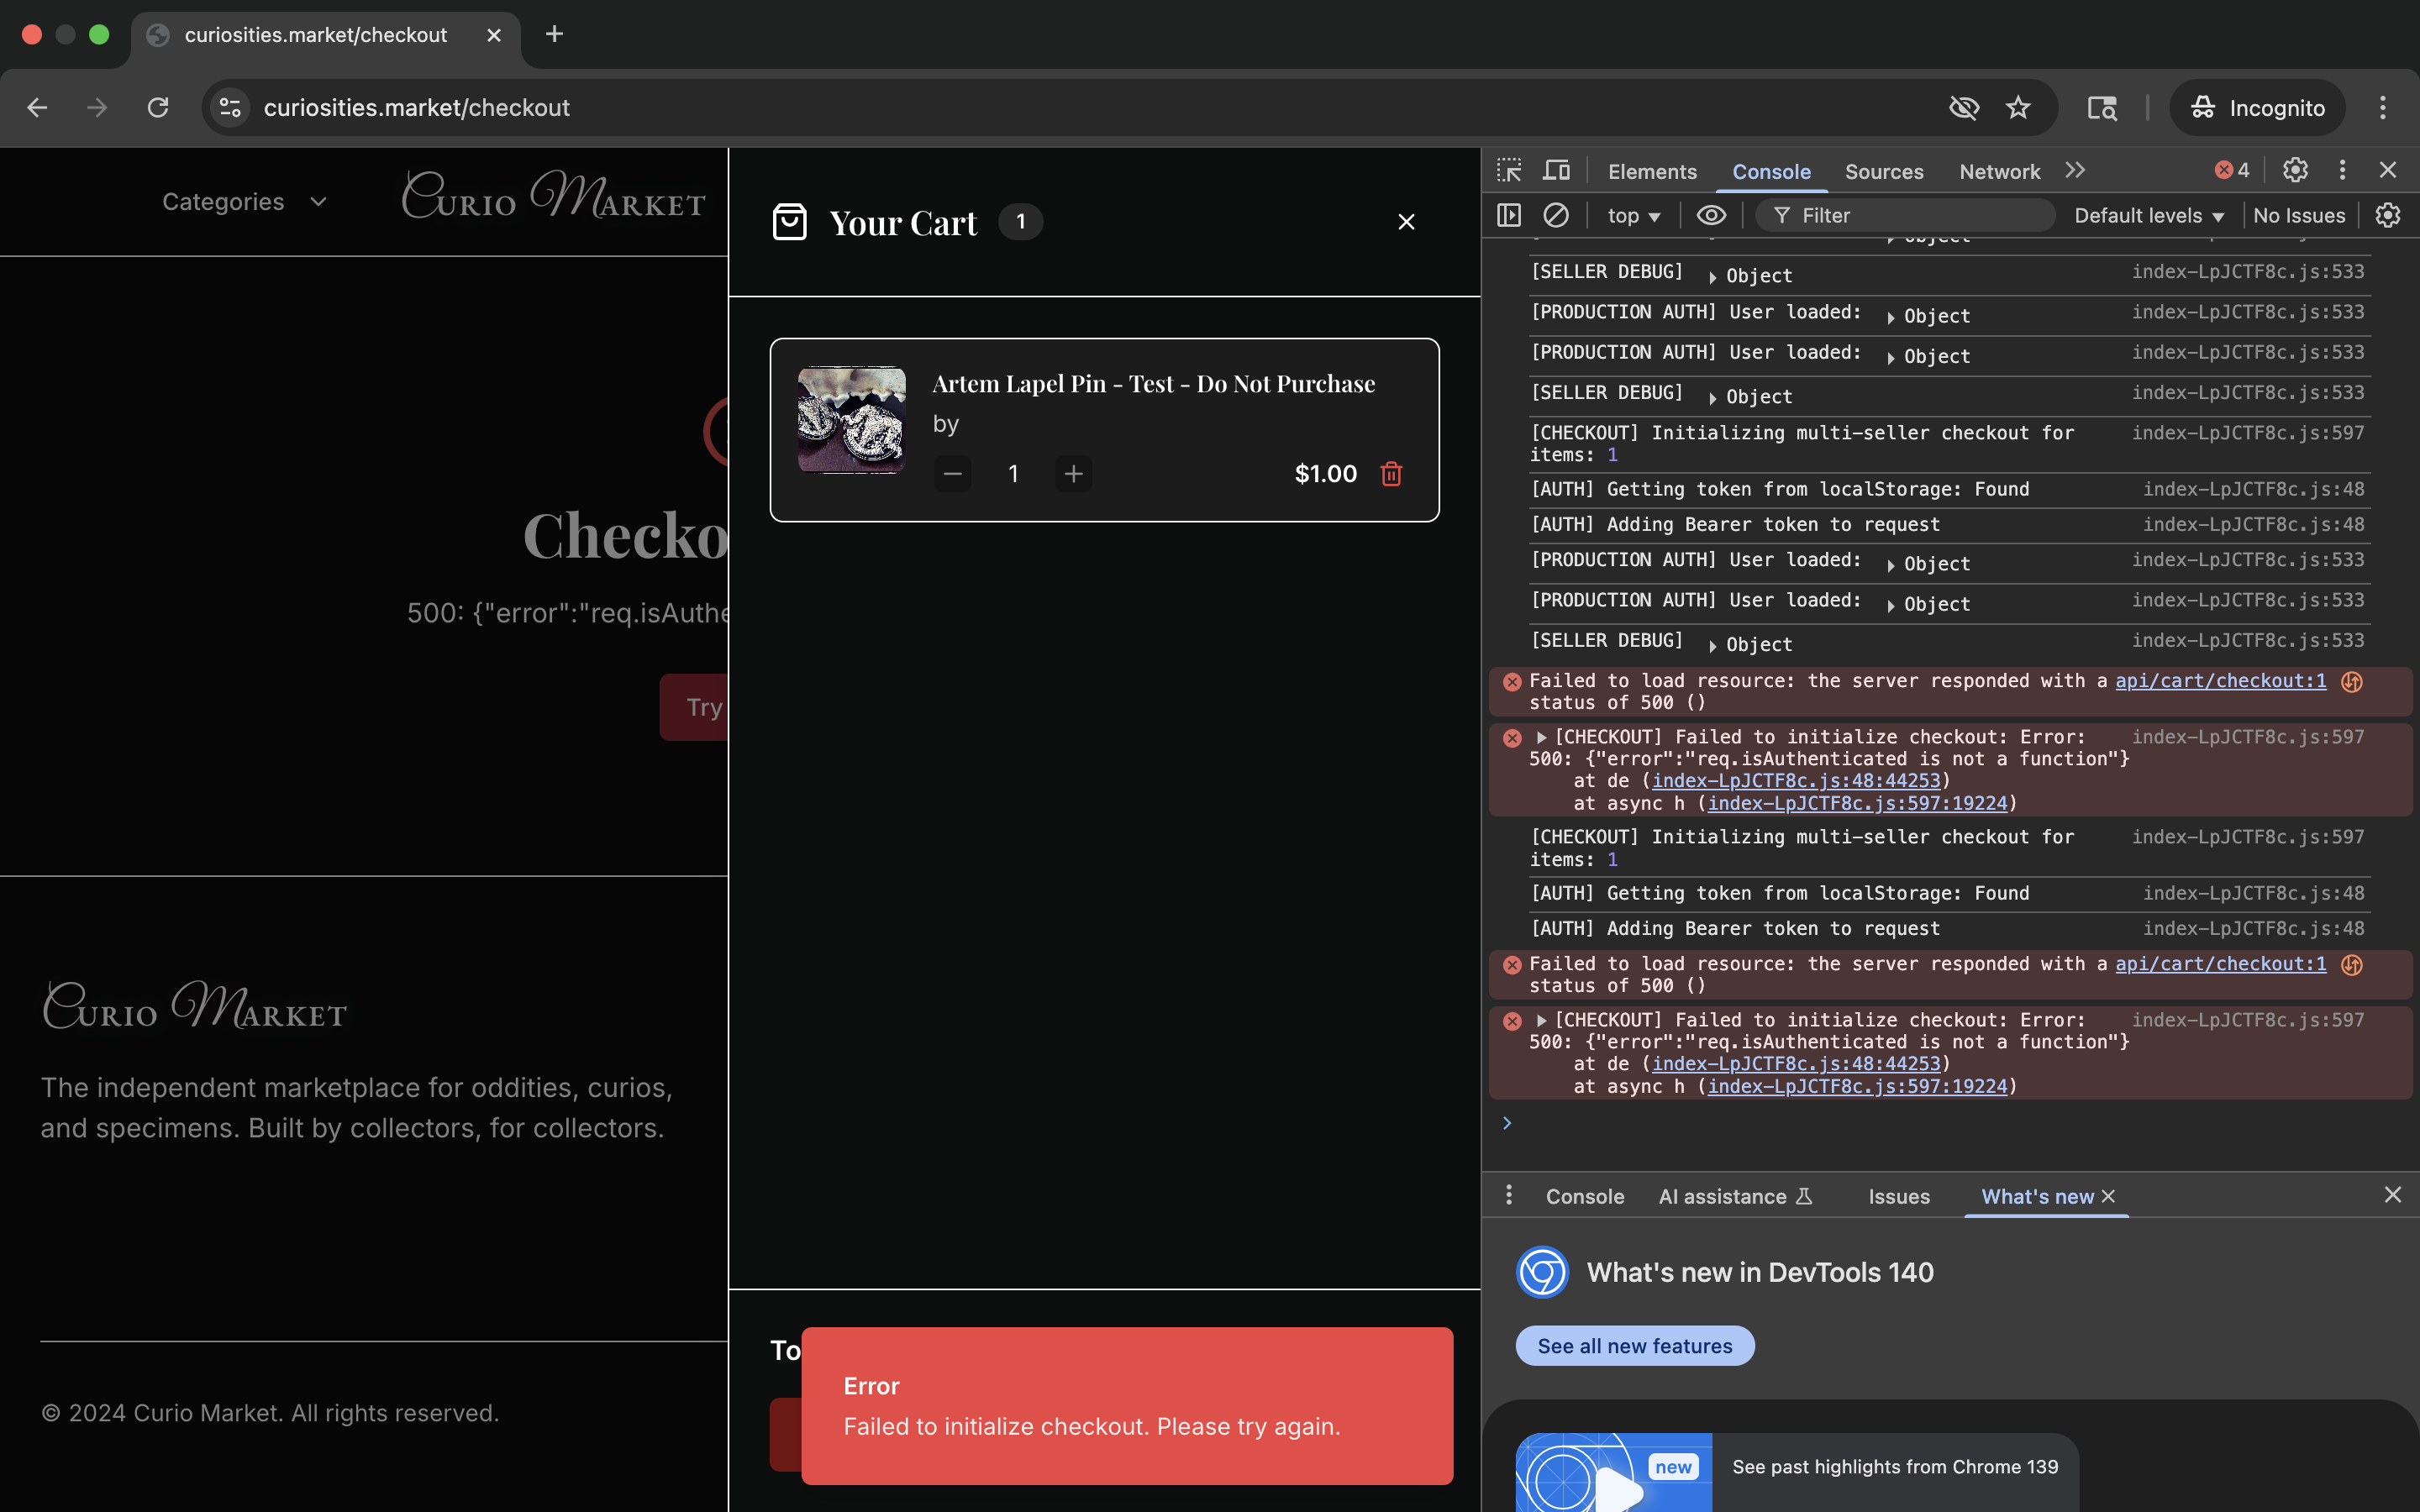 curiosities.market/checkout
curiosities.market/checkout
Incognito
Categories
Curio Market
Checko
500: {"error":"req.isAuthe
Try
Curio Market
The independent marketplace for oddities, curios,
and specimens. Built by collectors, for collectors.
© 2024 Curio Market. All rights reserved.
Your Cart 1
Artem Lapel Pin - Test - Do Not Purchase
by
1
$1.00
To
Error
Failed to initialize checkout. Please try again.
Elements Console Sources Network 4
top Filter Default levels No Issues
[SELLER DEBUG] Object index-LpJCTF8c.js:533
[PRODUCTION AUTH] User loaded: Object index-LpJCTF8c.js:533
[PRODUCTION AUTH] User loaded: Object index-LpJCTF8c.js:533
[SELLER DEBUG] Object index-LpJCTF8c.js:533
[CHECKOUT] Initializing multi-seller checkout for index-LpJCTF8c.js:597
items: 1
[AUTH] Getting token from localStorage: Found index-LpJCTF8c.js:48
[AUTH] Adding Bearer token to request index-LpJCTF8c.js:48
[PRODUCTION AUTH] User loaded: Object index-LpJCTF8c.js:533
[PRODUCTION AUTH] User loaded: Object index-LpJCTF8c.js:533
[SELLER DEBUG] Object index-LpJCTF8c.js:533
Failed to load resource: the server responded with a api/cart/checkout:1
status of 500 ()
[CHECKOUT] Failed to initialize checkout: Error: index-LpJCTF8c.js:597
500: {"error":"req.isAuthenticated is not a function"}
at de (index-LpJCTF8c.js:48:44253)
at async h (index-LpJCTF8c.js:597:19224)
[CHECKOUT] Initializing multi-seller checkout for index-LpJCTF8c.js:597
items: 1
[AUTH] Getting token from localStorage: Found index-LpJCTF8c.js:48
[AUTH] Adding Bearer token to request index-LpJCTF8c.js:48
Failed to load resource: the server responded with a api/cart/checkout:1
status of 500 ()
[CHECKOUT] Failed to initialize checkout: Error: index-LpJCTF8c.js:597
500: {"error":"req.isAuthenticated is not a function"}
at de (index-LpJCTF8c.js:48:44253)
at async h (index-LpJCTF8c.js:597:19224)
Console AI assistance Issues What's new
What's new in DevTools 140
See all new features
new
See past highlights from Chrome 139